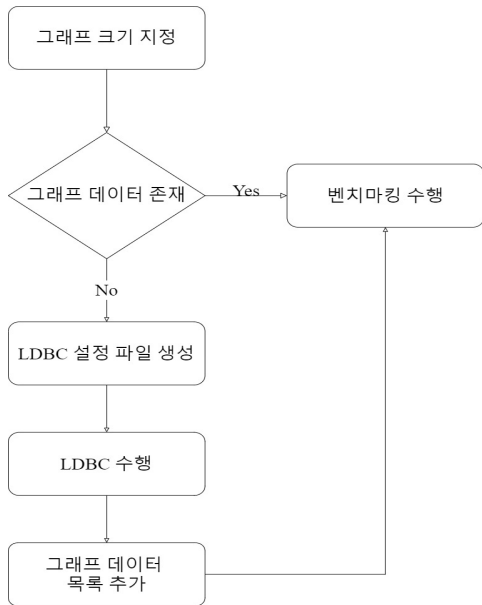 그래프 크기 지정
그래프 데이터 존재
Yes
벤치마킹 수행
No
LDBC 설정 파일 생성
LDBC 수행
그래프 데이터
목록 추가